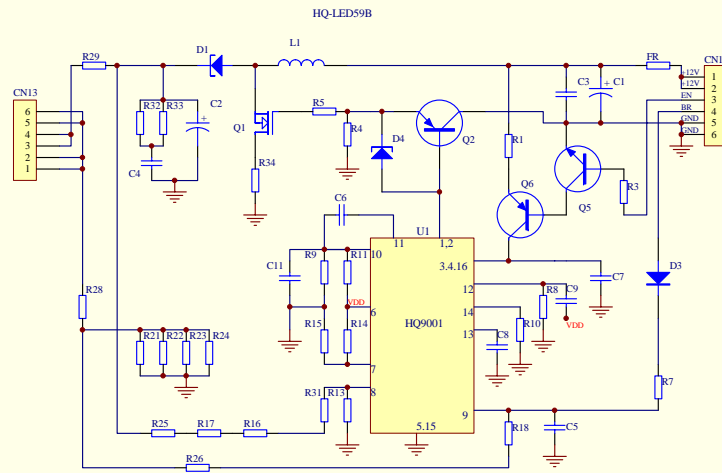 HQ-LED59B
D1
L1
R29
FR
CN1
+12V
1
+12V
2
EN
3
BR
4
GND
5
GND
6
CN13
6
5
4
3
2
1
R32
R33
C2
C4
Q1
R5
R4
D4
Q2
C3
C1
R1
Q6
Q5
R3
R34
C6
U1
11
1,2
R9
R11
10
C11
3.4.16
C7
D3
R28
VDD
6
12
R8
C9
HQ9001
14
R10
VDD
R15
R14
13
C8
R21
R22
R23
R24
7
R31
R13
8
R7
9
R25
R17
R16
5.15
R18
C5
R26